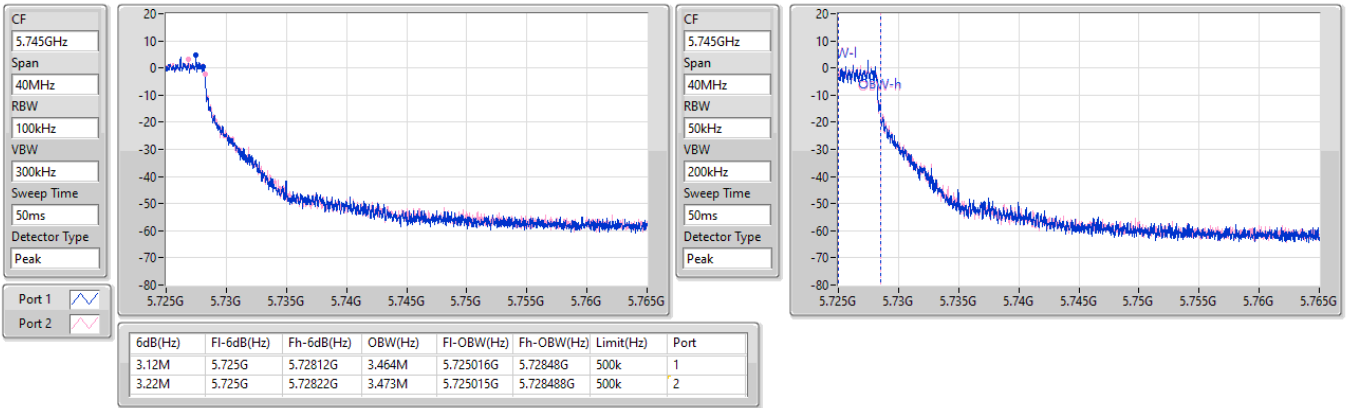 CF
5.745GHz
Span
40MHz
RBW
100kHz
VBW
300kHz
Sweep Time
50ms
Detector Type
Peak
Port 1
Port 2
20
10
0
-10
-20
-30
-40
-50
-60
-70
-80
5.725G 5.73G 5.735G 5.74G 5.745G 5.75G 5.755G 5.76G 5.765G
CF
5.745GHz
Span
40MHz
RBW
50kHz
VBW
200kHz
Sweep Time
50ms
Detector Type
Peak
20
10
0
-10
-20
-30
-40
-50
-60
-70
-80
W-l
OBW-h
5.725G 5.73G 5.735G 5.74G 5.745G 5.75G 5.755G 5.76G 5.765G
6dB(Hz) Fl-6dB(Hz) Fh-6dB(Hz) OBW(Hz) Fl-OBW(Hz) Fh-OBW(Hz) Limit(Hz) Port
3.12M 5.725G 5.72812G 3.464M 5.725016G 5.72848G 500k 1
3.22M 5.725G 5.72822G 3.473M 5.725015G 5.728488G 500k 2